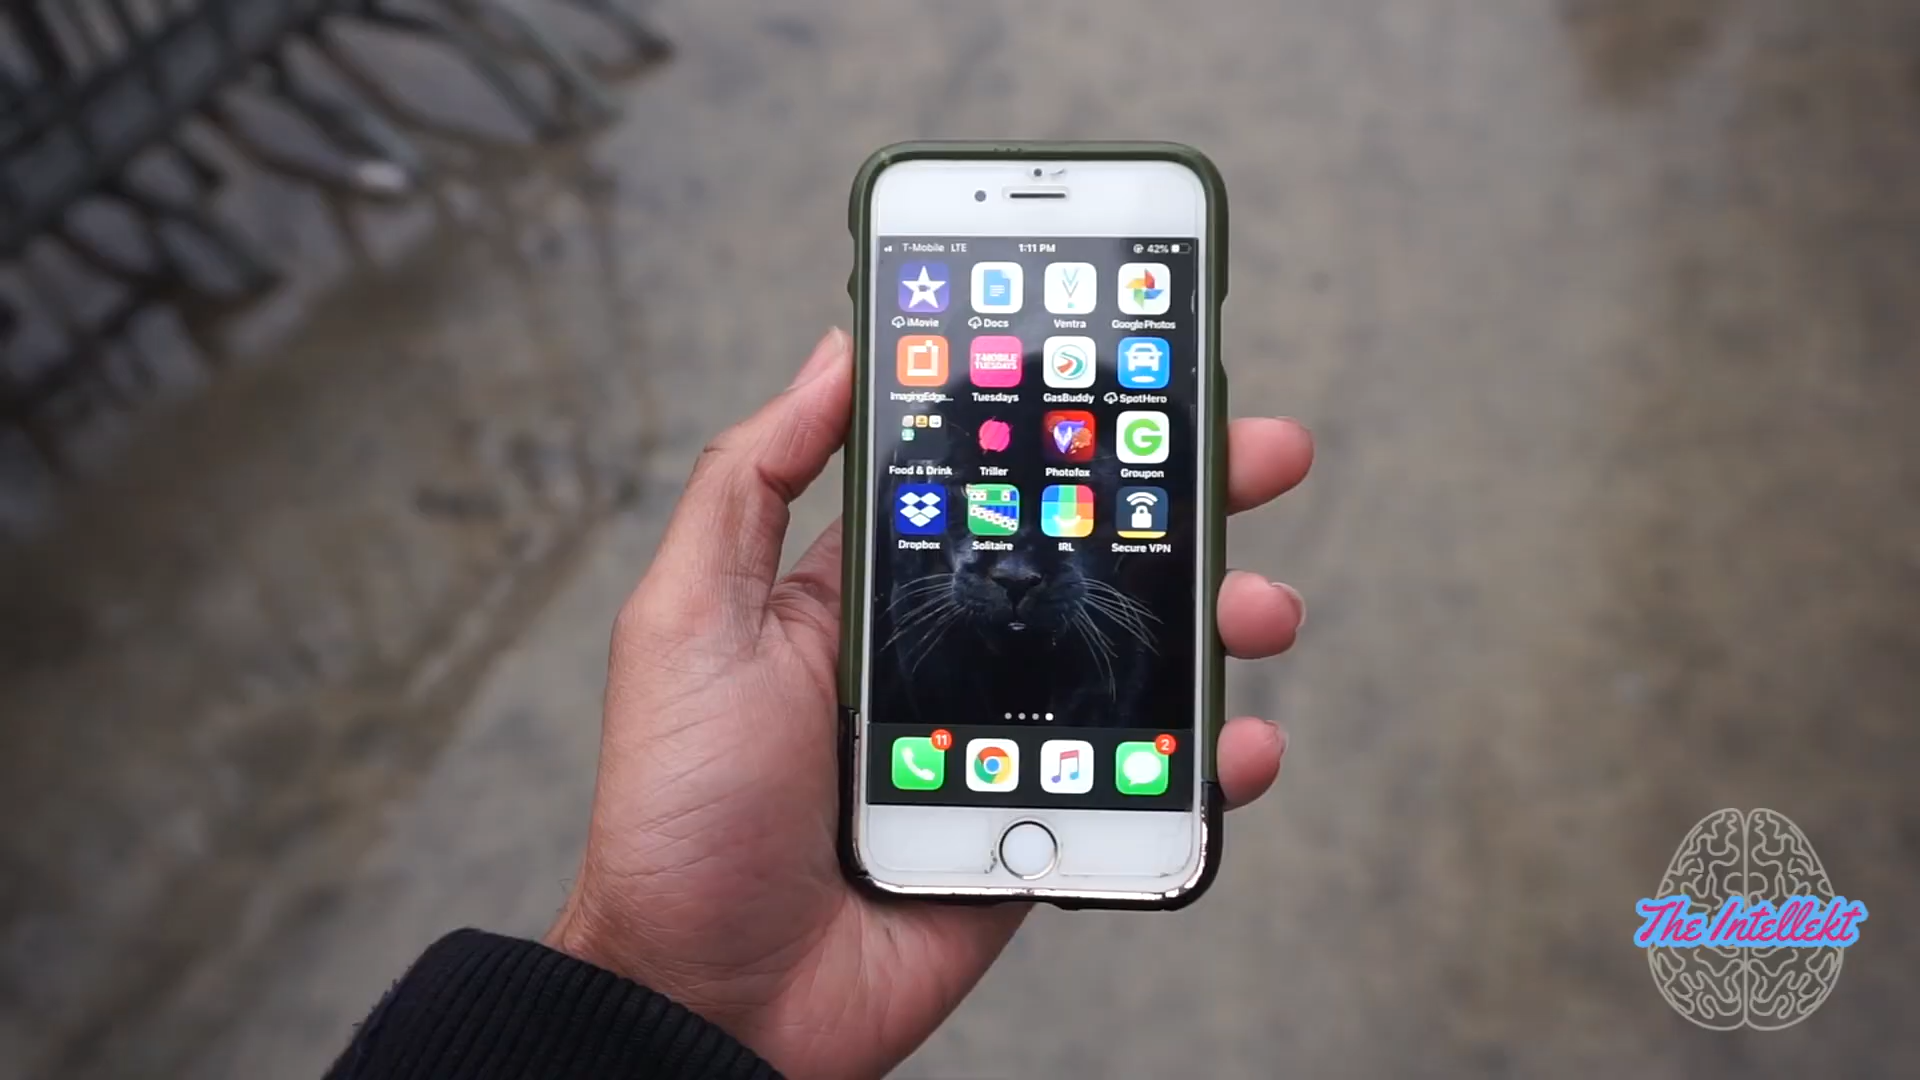 T-Mobile LTE 1:11 PM 42%
iMovie Docs Ventra Google Photos
T-MOBILE
TUESDAYS
ImagingEdge... Tuesdays GasBuddy SpotHero
Food & Drink Triller Photofox Groupon
Dropbox Solitaire IRL Secure VPN
11 2
The Intellekt